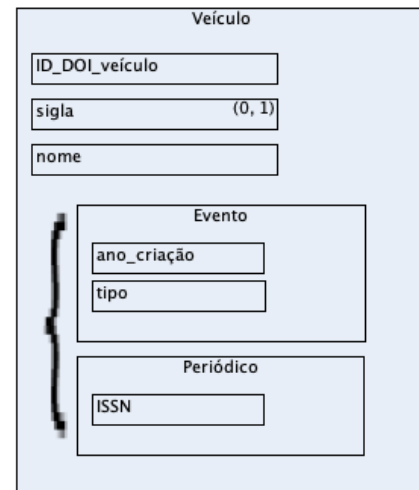 Veículo
ID_DOI_veículo
sigla (0, 1)
nome
Evento
ano_criação
tipo
Periódico
ISSN